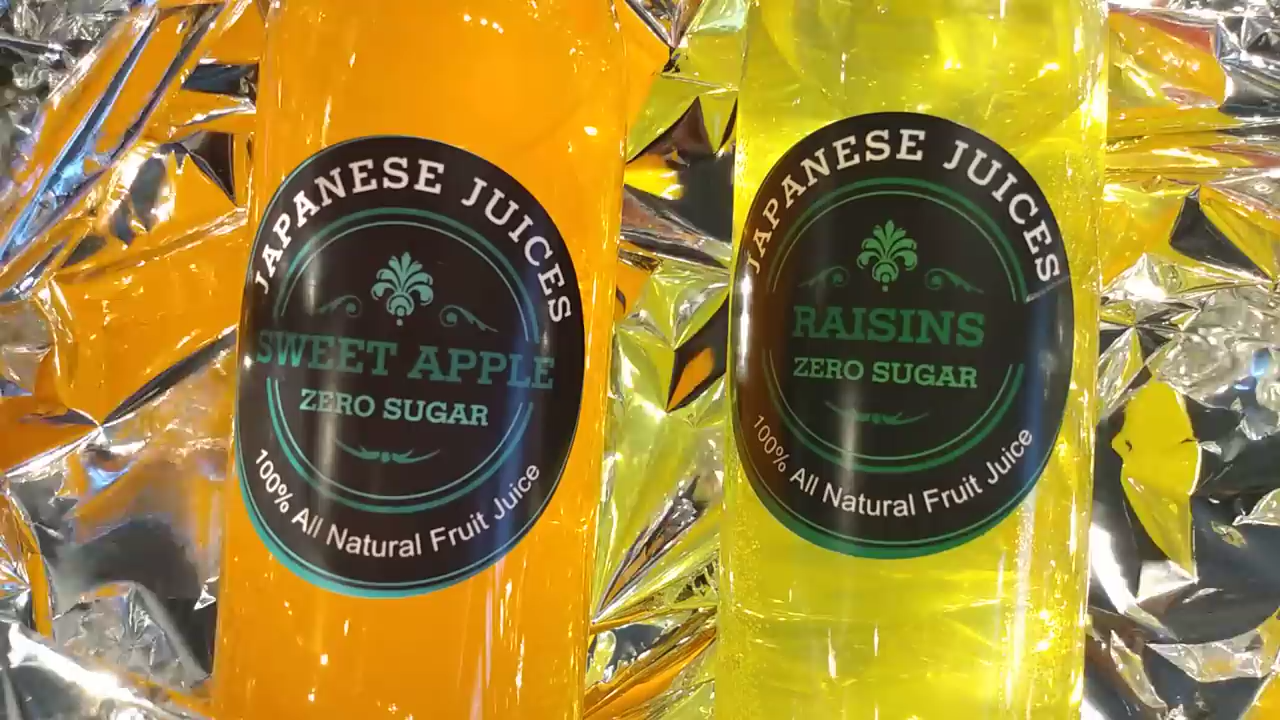 JAPANESE JUICES
SWEET APPLE
ZERO SUGAR
100% All Natural Fruit Juice
JAPANESE JUICES
RAISINS
ZERO SUGAR
100% All Natural Fruit Juice